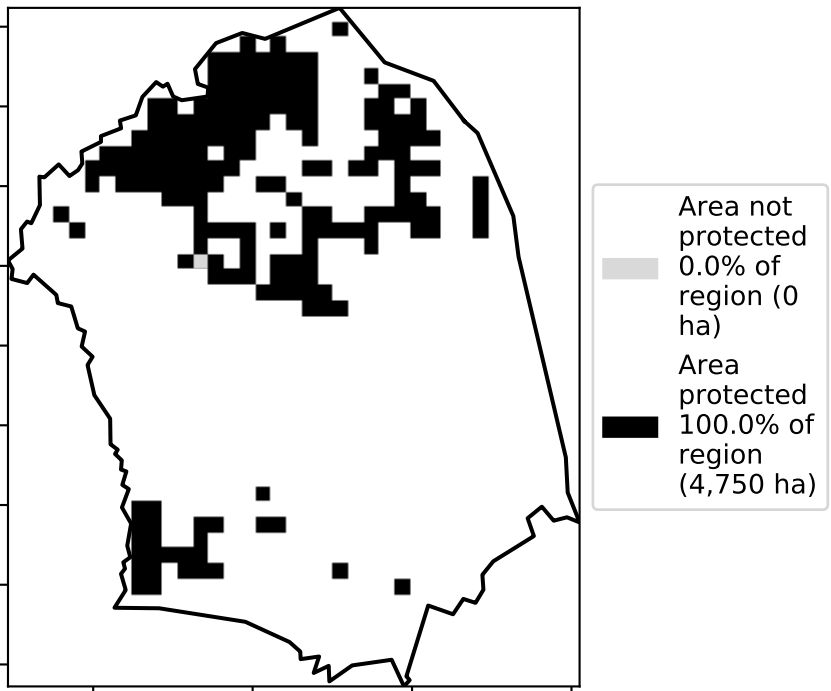 Area not
protected
0.0% of
region (0
ha)
Area
protected
100.0% of
region
(4,750 ha)